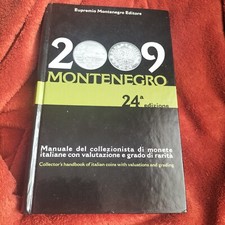 Eupremio Montenegro Editore
2009
MONTENEGRO
24ª edizione
Manuale del collezionista di monete
italiane con valutazione e grado di rarità
Collector's handbook of italian coins with valuations and grading